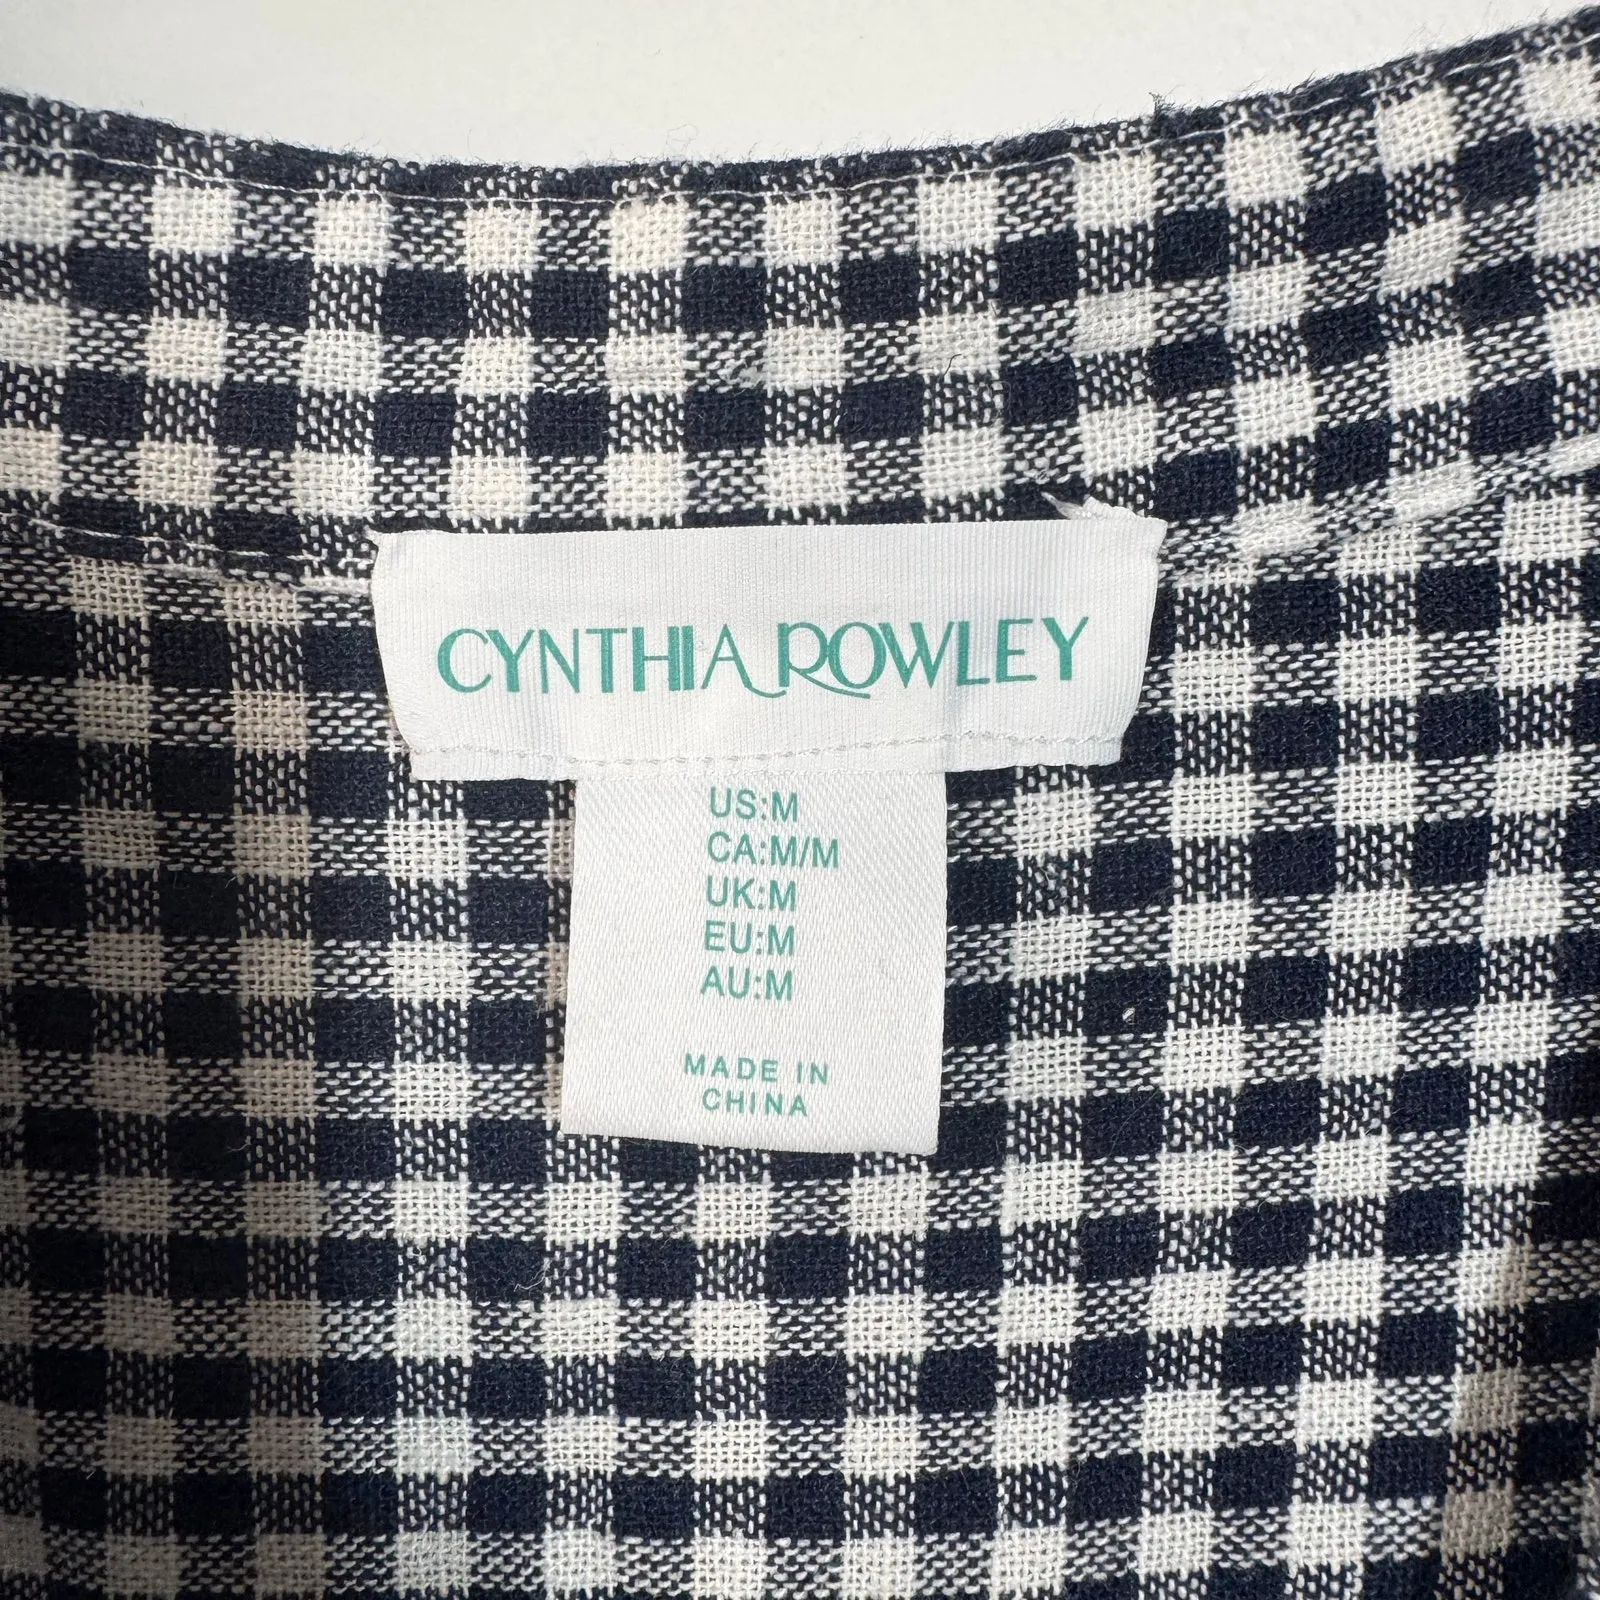 CYNTHIA ROWLEY
US:M
CA:M/M
UK:M
EU:M
AU:M
MADE IN
CHINA